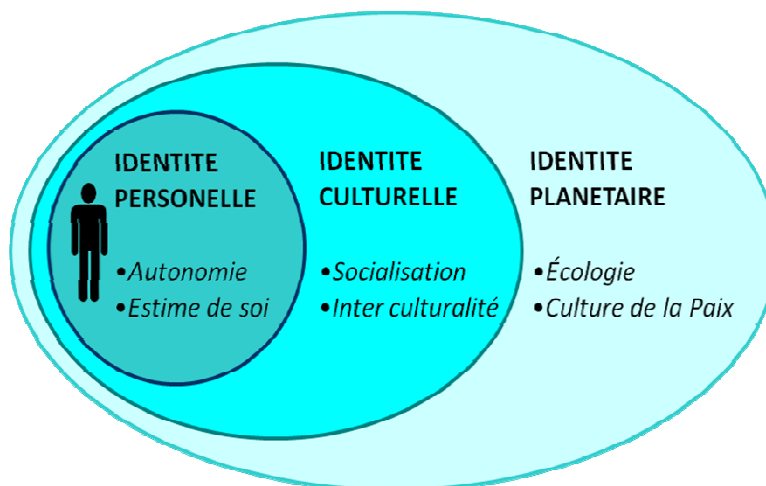 IDENTITE
PERSONELLE
•Autonomie
•Estime de soi
IDENTITE
CULTURELLE
•Socialisation
•Inter culturalité
IDENTITE
PLANETAIRE
•Écologie
•Culture de la Paix